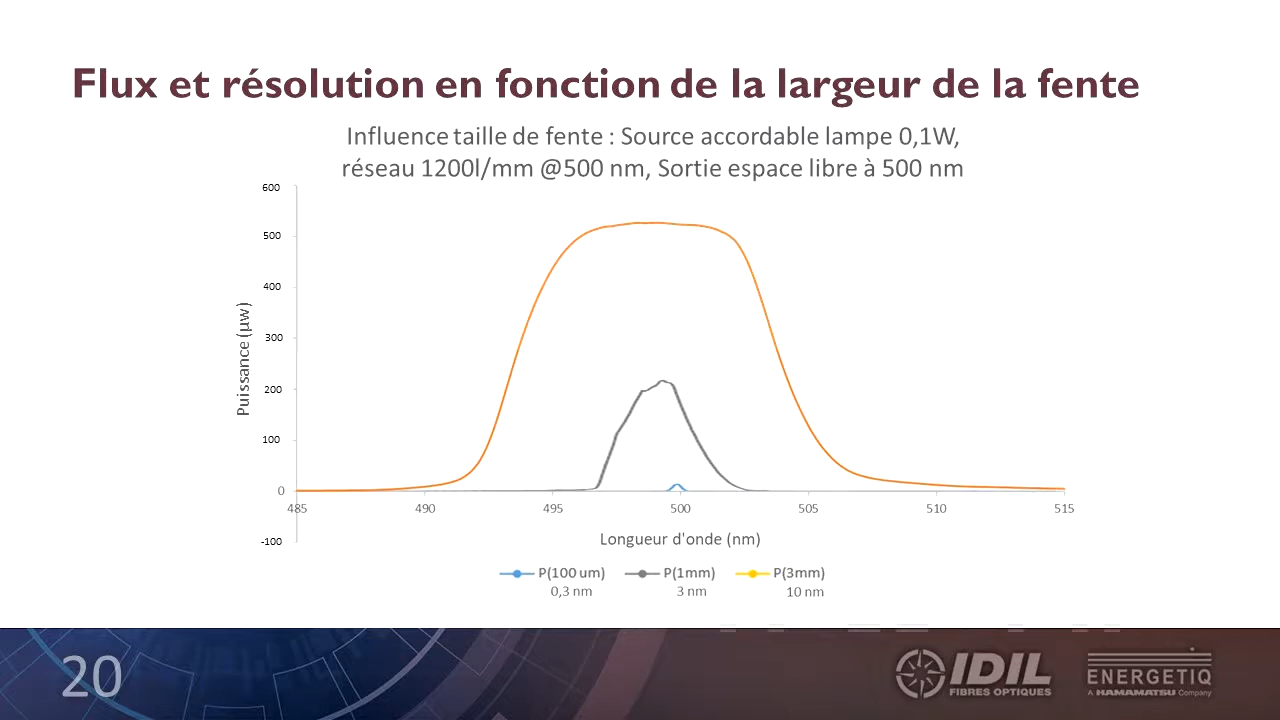 Flux et résolution en fonction de la largeur de la fente
Influence taille de fente : Source accordable lampe 0,1W,
réseau 1200l/mm @500 nm, Sortie espace libre à 500 nm
600
500
400
300
200
100
0
-100
Puissance (µw)
485 490 495 500 505 510 515
Longueur d'onde (nm)
P(100 um) P(1mm) P(3mm)
0,3 nm 3 nm 10 nm
20
IDIL
FIBRES OPTIQUES
ENERGETIQ
A HAMAMATSU Company